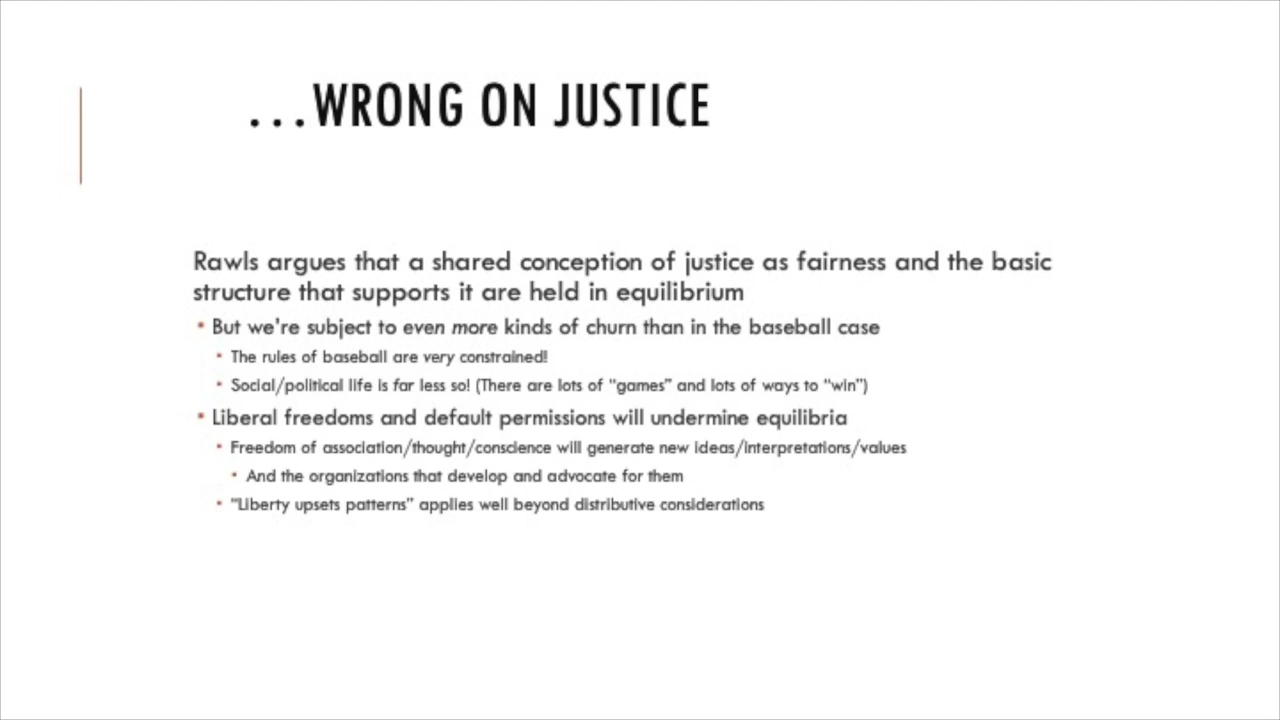 ...WRONG ON JUSTICE
Rawls argues that a shared conception of justice as fairness and the basic
structure that supports it are held in equilibrium
▪ But we're subject to even more kinds of churn than in the baseball case
▪ The rules of baseball are very constrained!
▪ Social/political life is far less so! (There are lots of “games” and lots of ways to “win”)
▪ Liberal freedoms and default permissions will undermine equilibria
▪ Freedom of association/thought/conscience will generate new ideas/interpretations/values
▪ And the organizations that develop and advocate for them
▪ “Liberty upsets patterns” applies well beyond distributive considerations